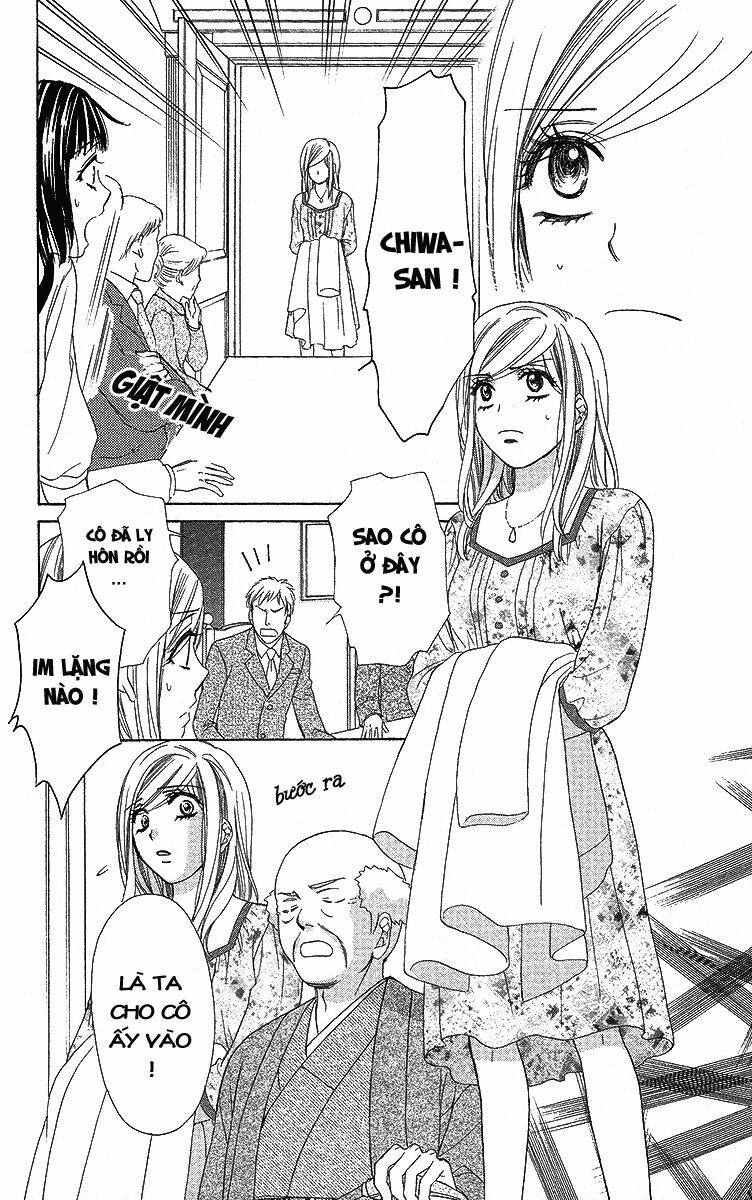 CHIWA-
SAN !
GIẬT MÌNH
SAO CÔ
Ở ĐÂY
?!
CÔ ĐÃ LY
HÔN RỒI
...
IM LẶNG
NÀO !
bước ra
LÀ TA
CHO CÔ
ẤY VÀO
!